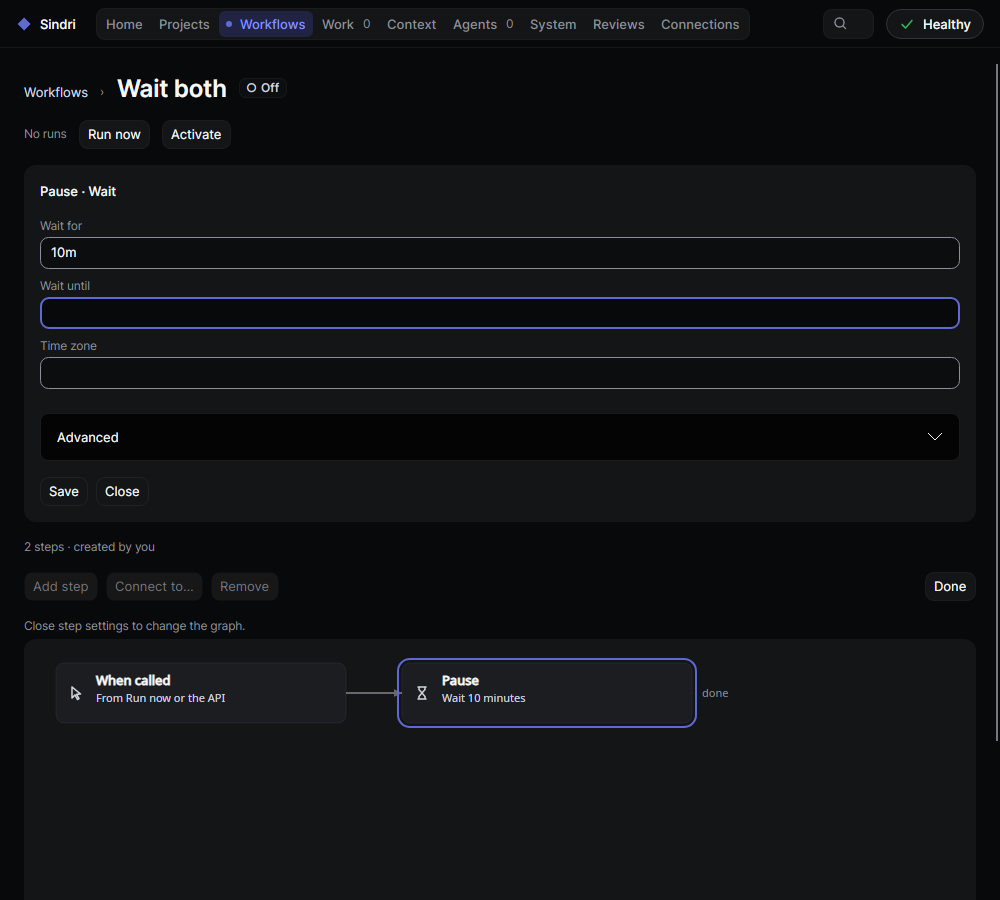 Sindri
Home Projects Workflows Work 0 Context Agents 0 System Reviews Connections
Healthy
Workflows › Wait both Off
No runs Run now Activate
Pause · Wait
Wait for
10m
Wait until
Time zone
Advanced
Save Close
2 steps · created by you
Add step Connect to... Remove Done
Close step settings to change the graph.
When called
From Run now or the API
Pause
Wait 10 minutes
done